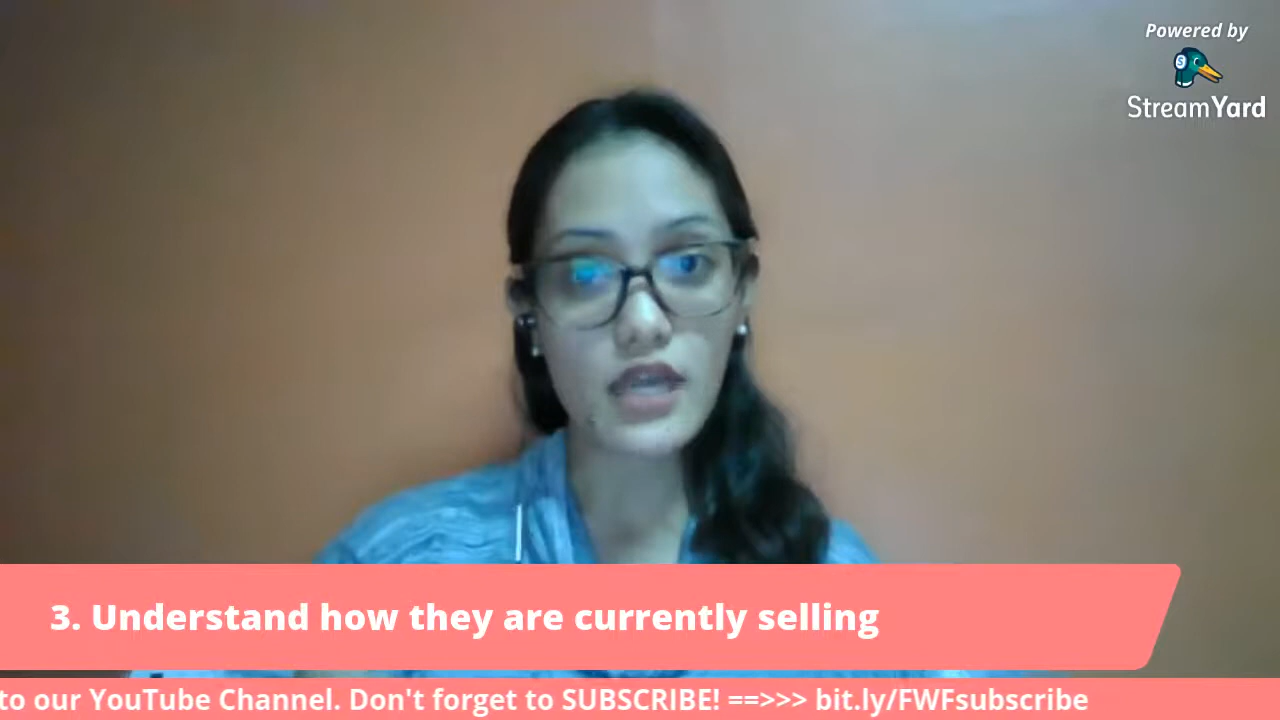 Powered by
StreamYard
3. Understand how they are currently selling
to our YouTube Channel. Don't forget to SUBSCRIBE! ==>>> bit.ly/FWFsubscribe